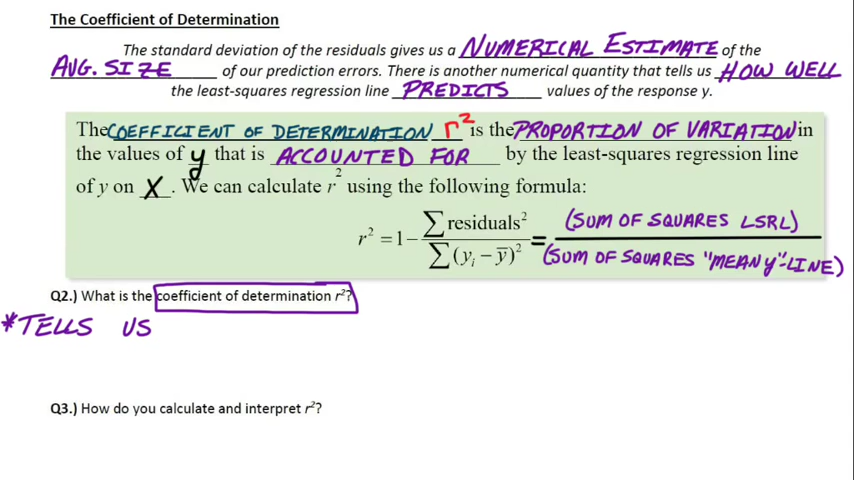 The Coefficient of Determination
The standard deviation of the residuals gives us a NUMERICAL ESTIMATE of the
AVG. SIZE of our prediction errors. There is another numerical quantity that tells us HOW WELL
the least-squares regression line PREDICTS values of the response y.
The COEFFICIENT OF DETERMINATION r² is the PROPORTION OF VARIATION in
the values of y that is ACCOUNTED FOR by the least-squares regression line
of y on X. We can calculate r² using the following formula:
r² = 1 − ∑ residuals² / ∑ (yᵢ − ȳ)² = (SUM OF SQUARES LSRL) / (SUM OF SQUARES "MEAN Y"-LINE)
Q2.) What is the coefficient of determination r²?
*TELLS US
Q3.) How do you calculate and interpret r²?